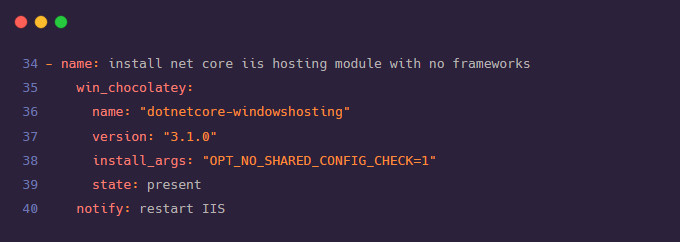 34 - name: install net core iis hosting module with no frameworks
35     win_chocolatey:
36       name: "dotnetcore-windowshosting"
37       version: "3.1.0"
38       install_args: "OPT_NO_SHARED_CONFIG_CHECK=1"
39       state: present
40     notify: restart IIS